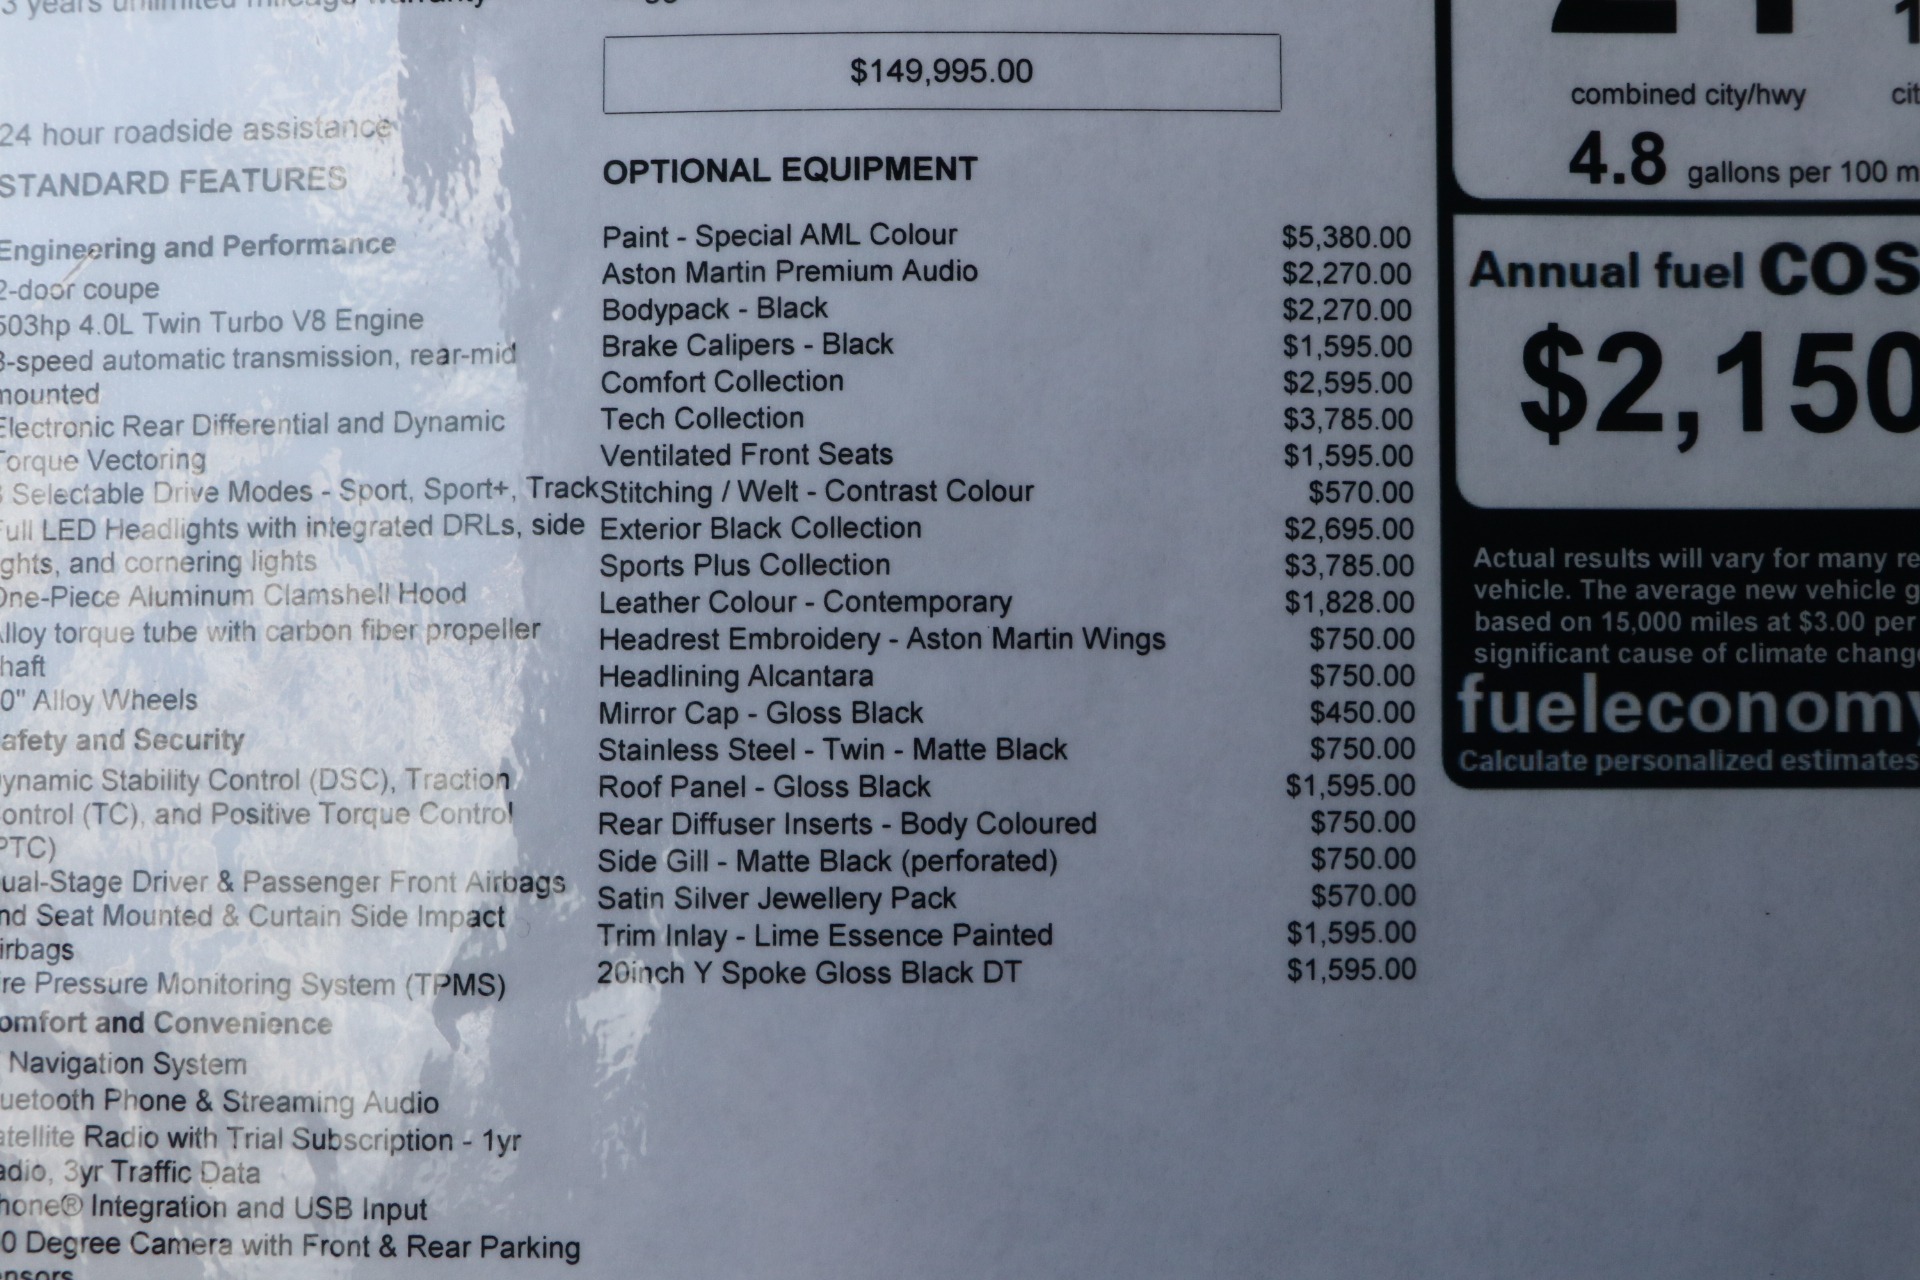 3 years unlimited mileage warranty
24 hour roadside assistance
STANDARD FEATURES
Engineering and Performance
2-door coupe
503hp 4.0L Twin Turbo V8 Engine
8-speed automatic transmission, rear-mid
mounted
Electronic Rear Differential and Dynamic
Torque Vectoring
3 Selectable Drive Modes - Sport, Sport+, Track
Full LED Headlights with integrated DRLs, side
ghts, and cornering lights
One-Piece Aluminum Clamshell Hood
Alloy torque tube with carbon fiber propeller
haft
0" Alloy Wheels
afety and Security
ynamic Stability Control (DSC), Traction
ontrol (TC), and Positive Torque Control
PTC)
ual-Stage Driver & Passenger Front Airbags
nd Seat Mounted & Curtain Side Impact
irbags
re Pressure Monitoring System (TPMS)
omfort and Convenience
Navigation System
uetooth Phone & Streaming Audio
atellite Radio with Trial Subscription - 1yr
adio, 3yr Traffic Data
hone® Integration and USB Input
0 Degree Camera with Front & Rear Parking
ensors
$149,995.00
OPTIONAL EQUIPMENT
Paint - Special AML Colour $5,380.00
Aston Martin Premium Audio $2,270.00
Bodypack - Black $2,270.00
Brake Calipers - Black $1,595.00
Comfort Collection $2,595.00
Tech Collection $3,785.00
Ventilated Front Seats $1,595.00
Stitching / Welt - Contrast Colour $570.00
Exterior Black Collection $2,695.00
Sports Plus Collection $3,785.00
Leather Colour - Contemporary $1,828.00
Headrest Embroidery - Aston Martin Wings $750.00
Headlining Alcantara $750.00
Mirror Cap - Gloss Black $450.00
Stainless Steel - Twin - Matte Black $750.00
Roof Panel - Gloss Black $1,595.00
Rear Diffuser Inserts - Body Coloured $750.00
Side Gill - Matte Black (perforated) $750.00
Satin Silver Jewellery Pack $570.00
Trim Inlay - Lime Essence Painted $1,595.00
20inch Y Spoke Gloss Black DT $1,595.00
combined city/hwy cit
4.8 gallons per 100 m
Annual fuel COS
$2,150
Actual results will vary for many re
vehicle. The average new vehicle g
based on 15,000 miles at $3.00 per
significant cause of climate chang
fueleconomy
Calculate personalized estimates